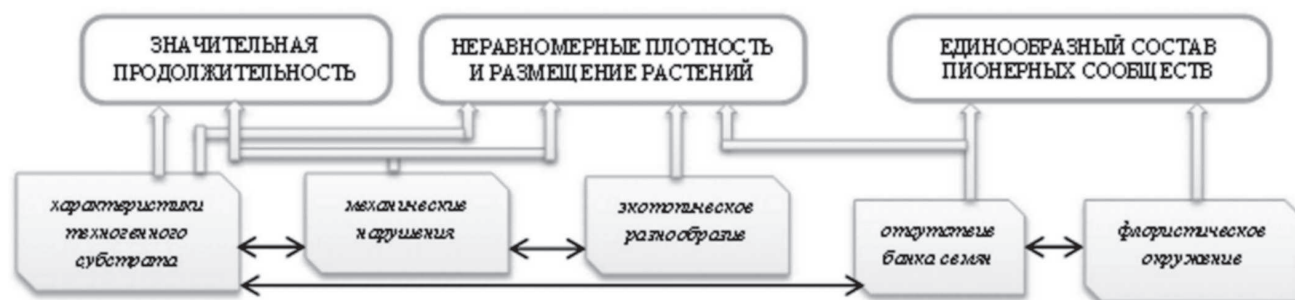 ЗНАЧИТЕЛЬНАЯ
ПРОДОЛЖИТЕЛЬНОСТЬ
НЕРАВНОМЕРНЫЕ ПЛОТНОСТЬ
И РАЗМЕЩЕНИЕ РАСТЕНИЙ
ЕДИНООБРАЗНЫЙ СОСТАВ
ПИОНЕРНЫХ СООБЩЕСТВ
характеристики
техногенного
субстрата
механические
нарушения
экотопическое
разнообразие
отсутствие
банка семян
флористическое
окружение